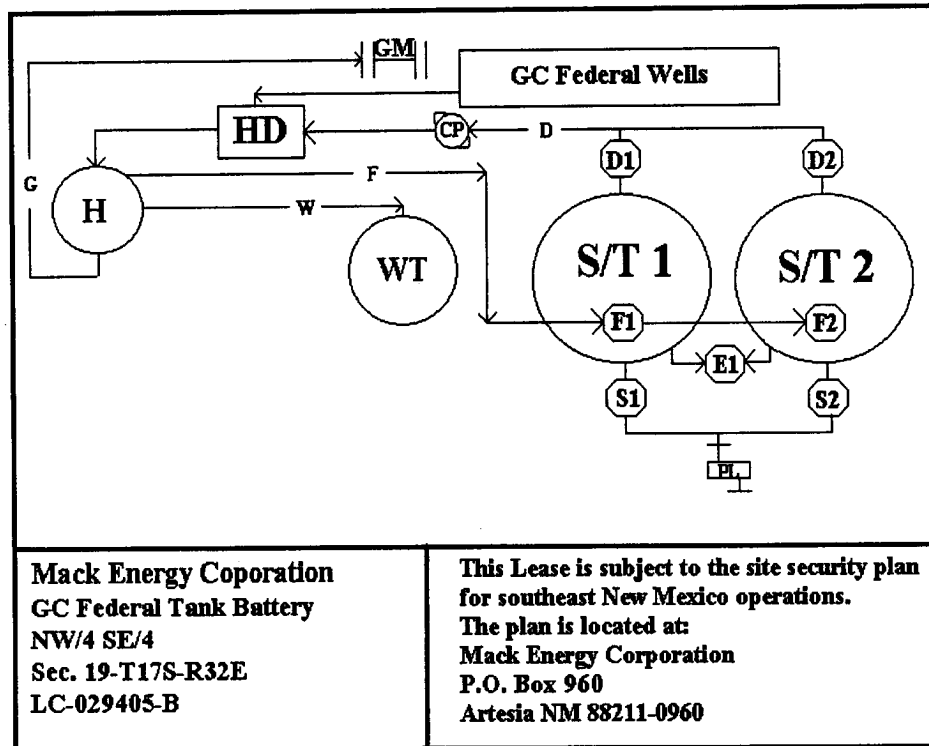 GM
GC Federal Wells
HD
CP
D
D1
D2
G
H
F
W
WT
S/T 1
S/T 2
F1
F2
E1
S1
S2
PL
Mack Energy Coporation
GC Federal Tank Battery
NW/4 SE/4
Sec. 19-T17S-R32E
LC-029405-B
This Lease is subject to the site security plan
for southeast New Mexico operations.
The plan is located at:
Mack Energy Corporation
P.O. Box 960
Artesia NM 88211-0960